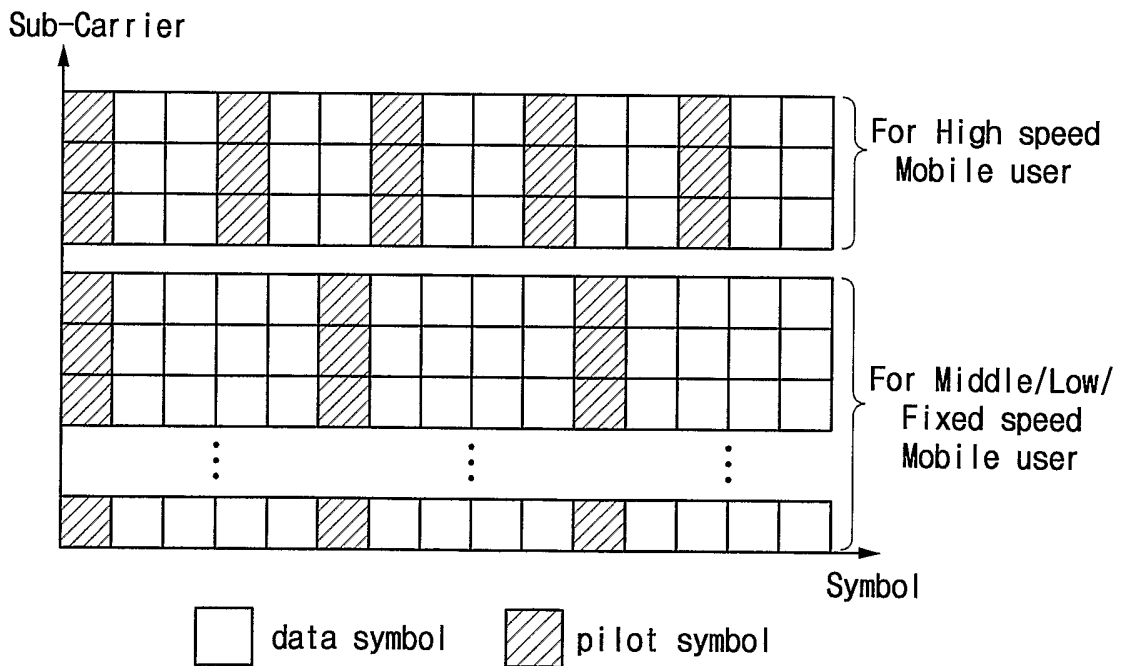 Sub-Carrier
For High speed
Mobile user
For Middle/Low/
Fixed speed
Mobile user
Symbol
data symbol
pilot symbol